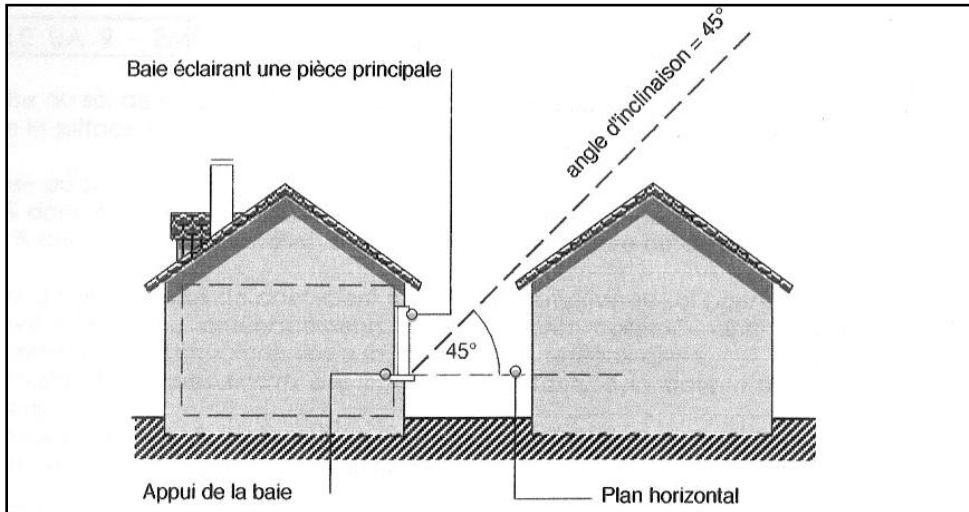 Baie éclairant une pièce principale
angle d'inclinaison = 45°
45°
Appui de la baie
Plan horizontal